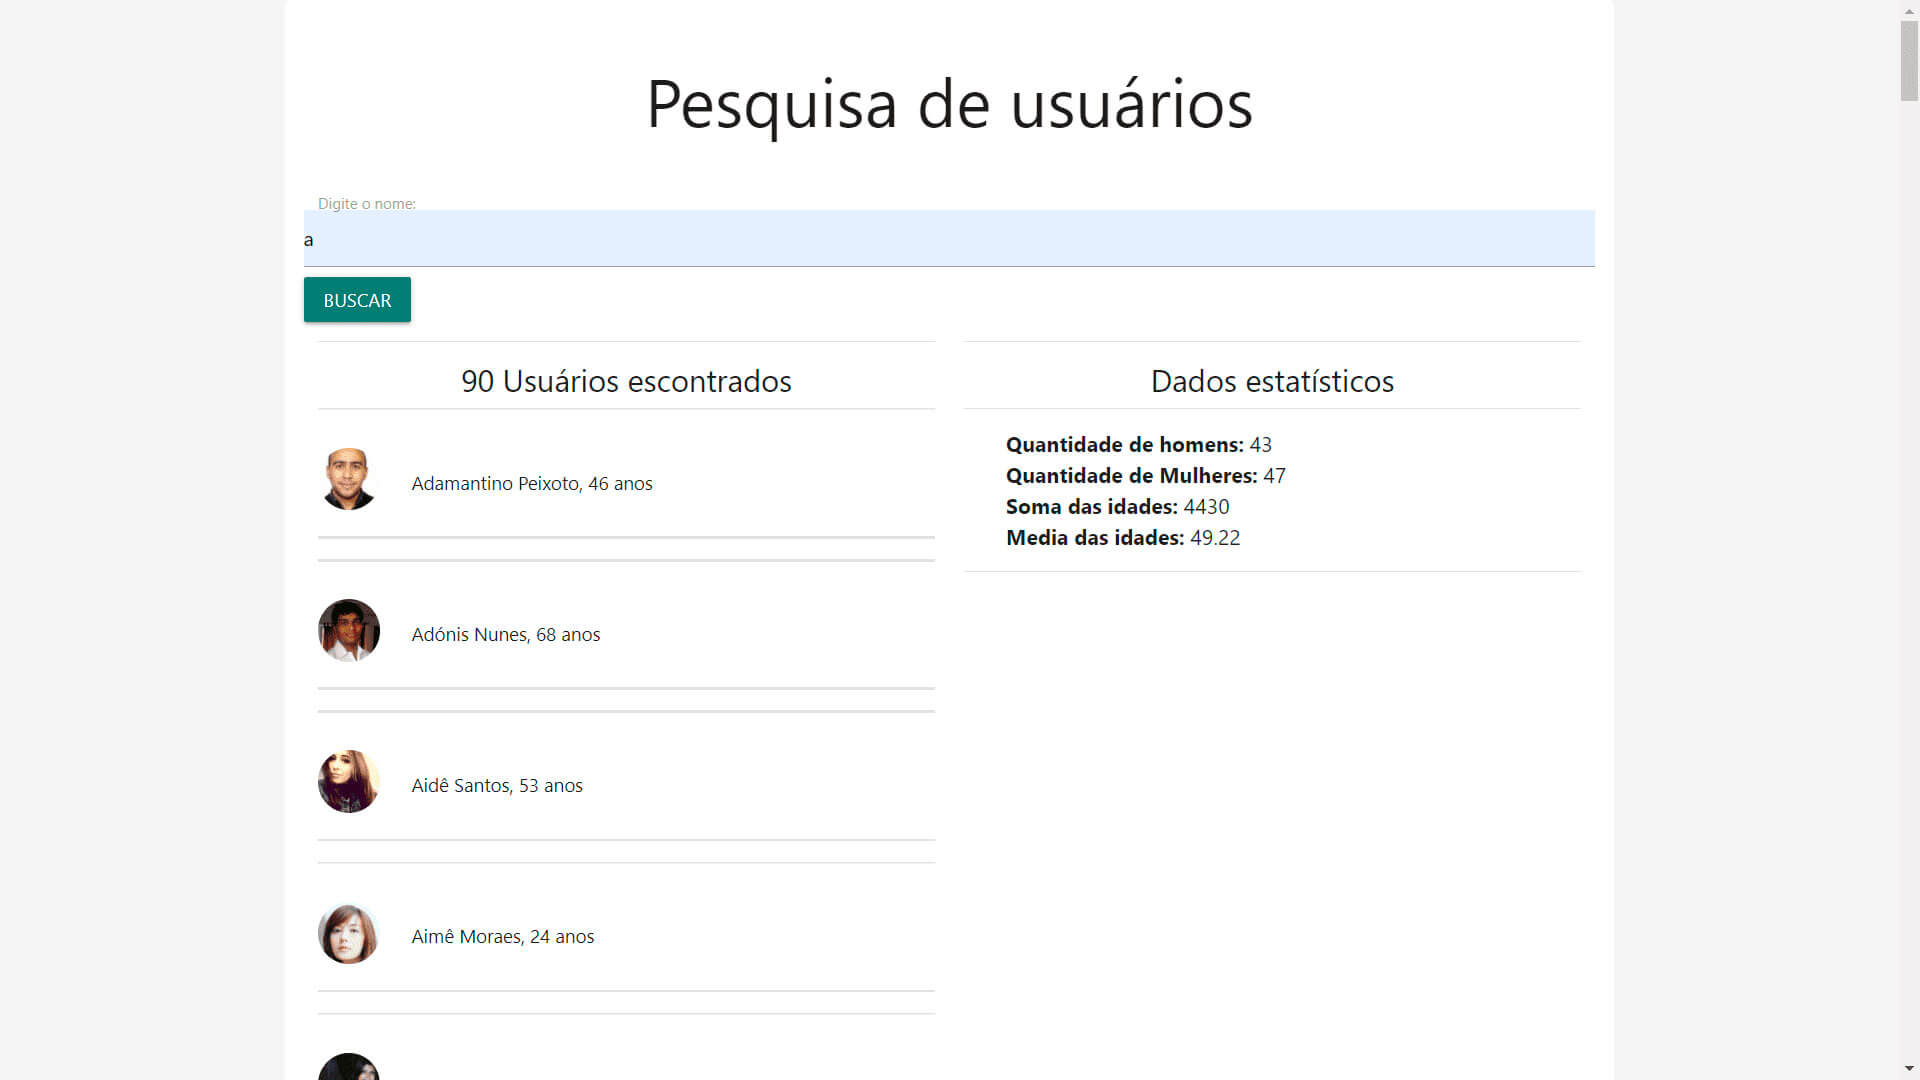 Pesquisa de usuários
Digite o nome:
a
BUSCAR
90 Usuários escontrados
Adamantino Peixoto, 46 anos
Adónis Nunes, 68 anos
Aidê Santos, 53 anos
Aimê Moraes, 24 anos
Dados estatísticos
Quantidade de homens: 43
Quantidade de Mulheres: 47
Soma das idades: 4430
Media das idades: 49.22